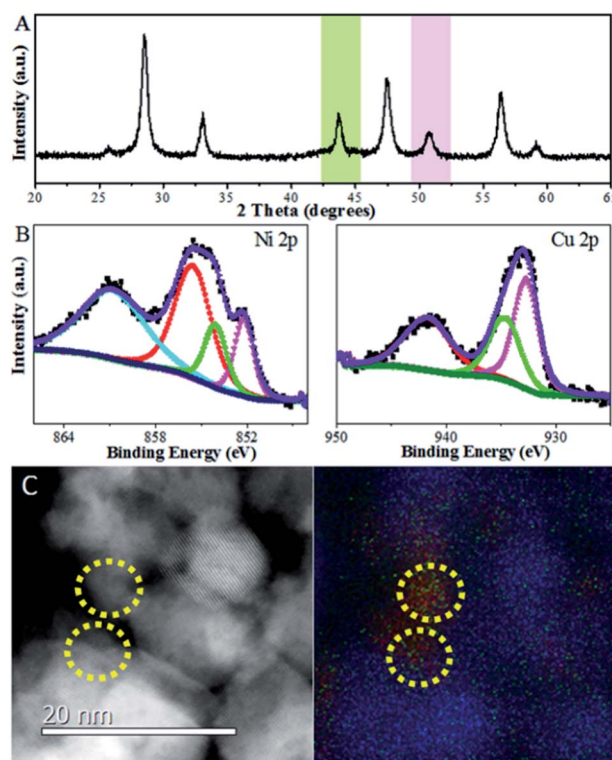 A
Intensity (a.u.)
20 25 30 35 40 45 50 55 60 65
2 Theta (degrees)
B
Ni 2p
Intensity (a.u.)
864 858 852
Binding Energy (eV)
Cu 2p
950 940 930
Binding Energy (eV)
C
20 nm